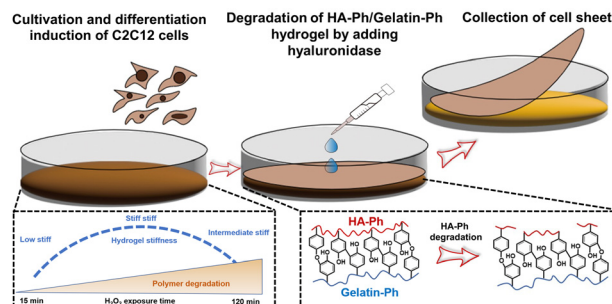 Cultivation and differentiation
induction of C2C12 cells
Degradation of HA-Ph/Gelatin-Ph
hydrogel by adding
hyaluronidase
Collection of cell sheet
Stiff stiff
Low stiff
Intermediate stiff
Hydrogel stiffness
Polymer degradation
15 min
H₂O₂ exposure time
120 min
HA-Ph
HA-Ph
degradation
Gelatin-Ph